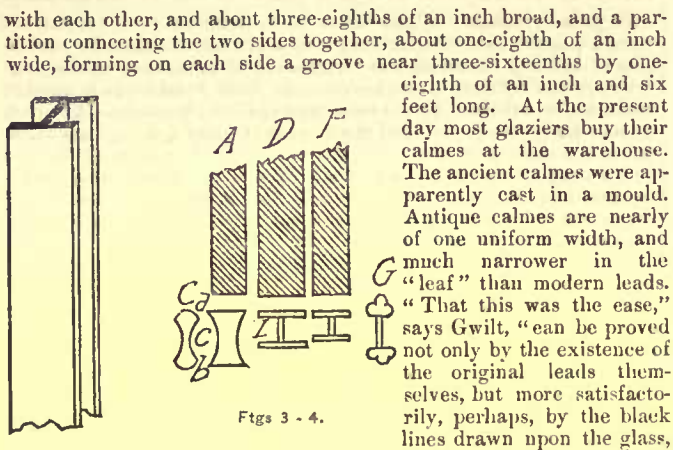 with each other, and about three-eighths of an inch broad, and a par-
tition connecting the two sides together, about one-eighth of an inch
wide, forming on each side a groove near three-sixteenths by one-
eighth of an inch and six
feet long. At the present
day most glaziers buy their
calmes at the warehouse.
The ancient calmes were ap-
parently cast in a mould.
Antique calmes are nearly
of one uniform width, and
much narrower in the
"leaf" than modern leads.
"That this was the ease,"
says Gwilt, "ean be proved
not only by the existence of
the original leads them-
selves, but more satisfacto-
rily, perhaps, by the black
lines drawn upon the glass,
A D F
G
C a
C I
b
Ftgs 3 - 4.